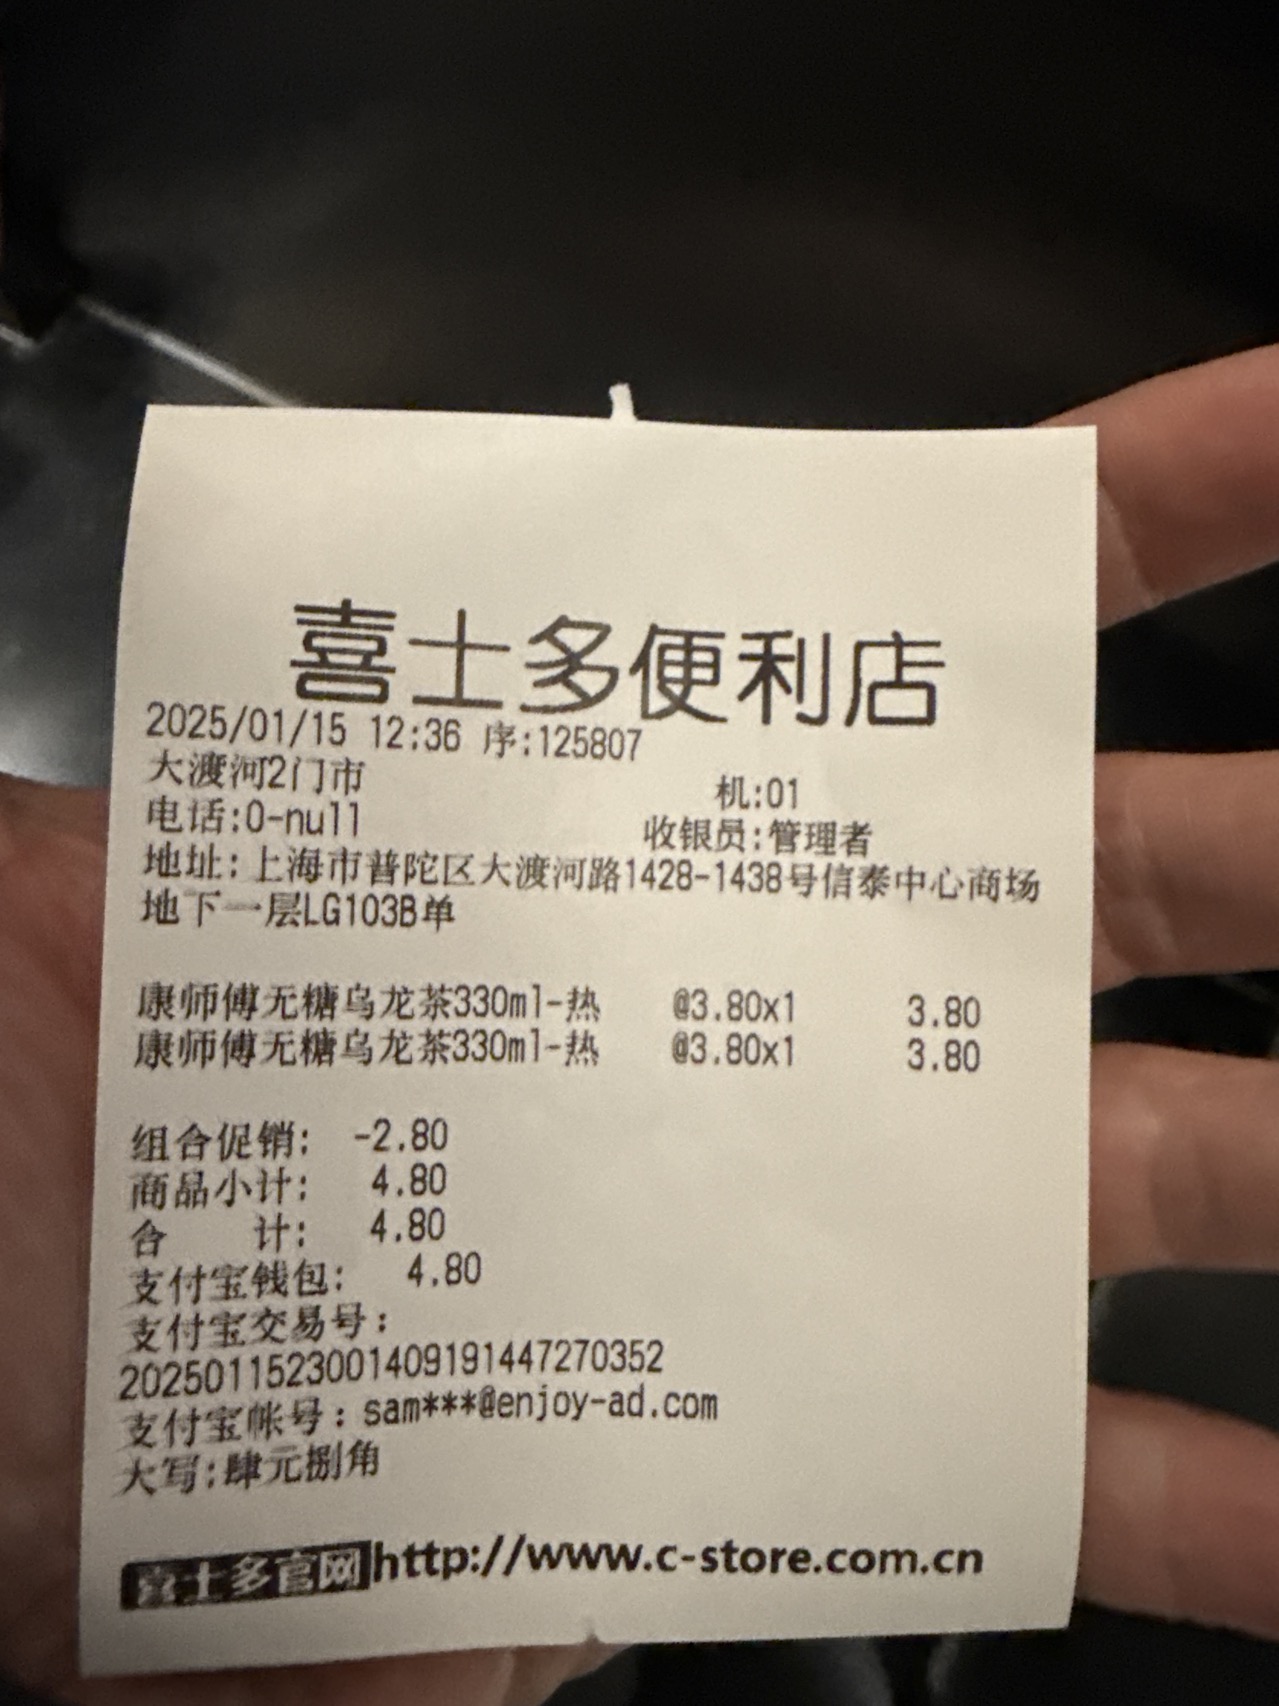 喜士多便利店
2025/01/15 12:36 序:125807
大渡河2门市 机:01
电话:0-null 收银员:管理者
地址:上海市普陀区大渡河路1428-1438号信泰中心商场
地下一层LG103B单
康师傅无糖乌龙茶330ml-热 @3.80x1 3.80
康师傅无糖乌龙茶330ml-热 @3.80x1 3.80
组合促销: -2.80
商品小计: 4.80
合 计: 4.80
支付宝钱包: 4.80
支付宝交易号:
2025011523001409191447270352
支付宝帐号:sam***@enjoy-ad.com
大写:肆元捌角
喜士多官网http://www.c-store.com.cn